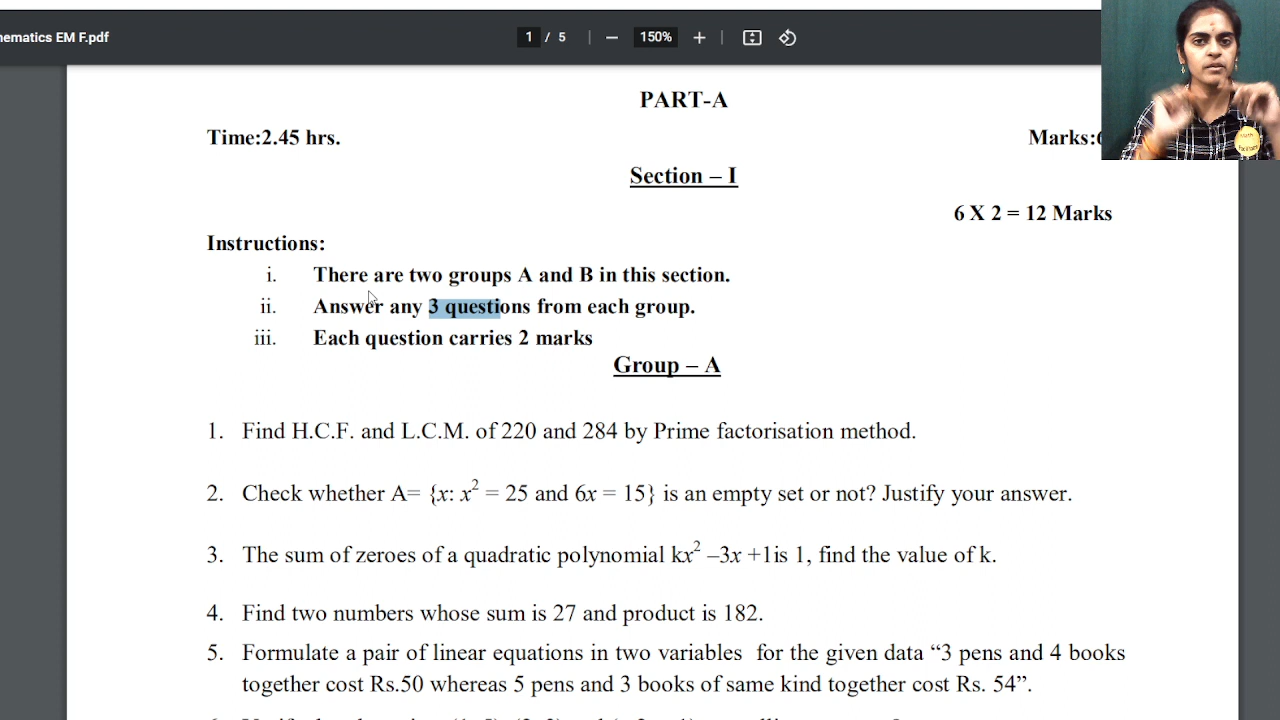 ematics EM F.pdf
1 / 5 | − 150% + |
PART-A
Time:2.45 hrs.
Marks:
Section – I
6 X 2 = 12 Marks
Instructions:
i. There are two groups A and B in this section.
ii. Answer any 3 questions from each group.
iii. Each question carries 2 marks
Group – A
1. Find H.C.F. and L.C.M. of 220 and 284 by Prime factorisation method.
2. Check whether A= {x: x² = 25 and 6x = 15} is an empty set or not? Justify your answer.
3. The sum of zeroes of a quadratic polynomial kx² –3x +1is 1, find the value of k.
4. Find two numbers whose sum is 27 and product is 182.
5. Formulate a pair of linear equations in two variables for the given data “3 pens and 4 books
together cost Rs.50 whereas 5 pens and 3 books of same kind together cost Rs. 54”.